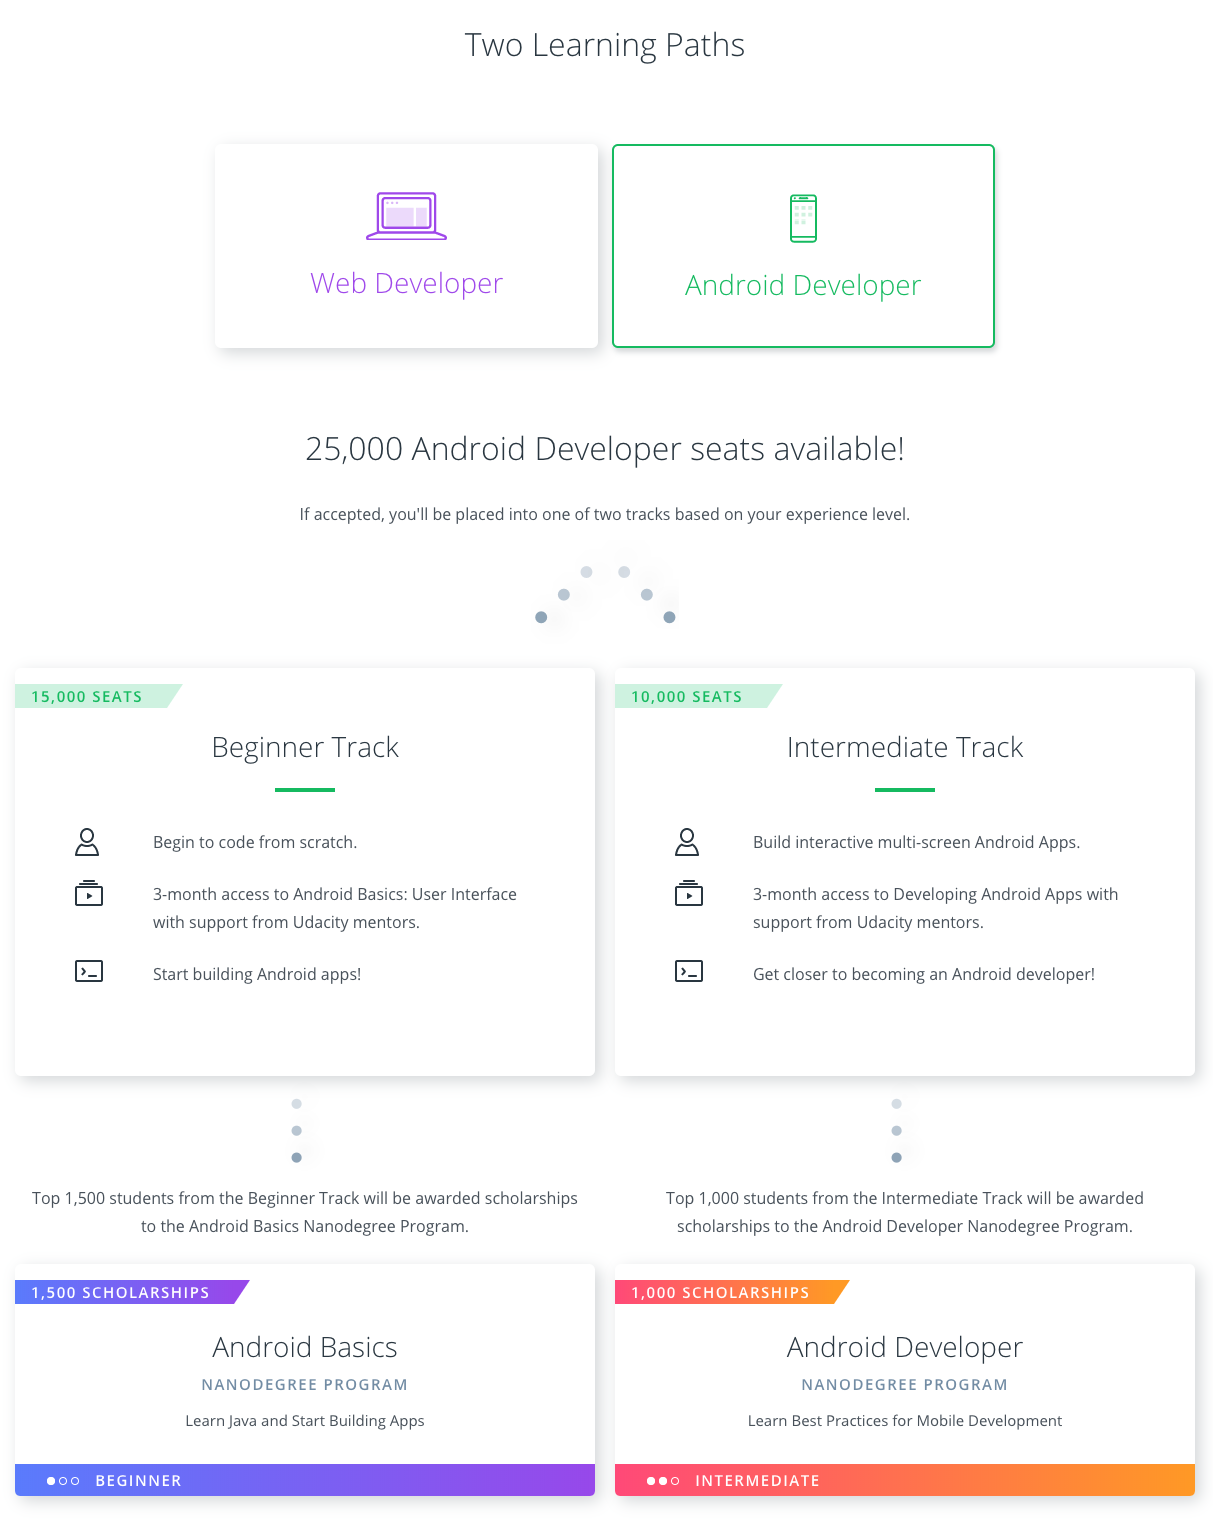 Two Learning Paths
Web Developer
Android Developer
25,000 Android Developer seats available!
If accepted, you'll be placed into one of two tracks based on your experience level.
15,000 SEATS
Beginner Track
Begin to code from scratch.
3-month access to Android Basics: User Interface
with support from Udacity mentors.
Start building Android apps!
10,000 SEATS
Intermediate Track
Build interactive multi-screen Android Apps.
3-month access to Developing Android Apps with
support from Udacity mentors.
Get closer to becoming an Android developer!
Top 1,500 students from the Beginner Track will be awarded scholarships
to the Android Basics Nanodegree Program.
Top 1,000 students from the Intermediate Track will be awarded
scholarships to the Android Developer Nanodegree Program.
1,500 SCHOLARSHIPS
Android Basics
NANODEGREE PROGRAM
Learn Java and Start Building Apps
BEGINNER
1,000 SCHOLARSHIPS
Android Developer
NANODEGREE PROGRAM
Learn Best Practices for Mobile Development
INTERMEDIATE